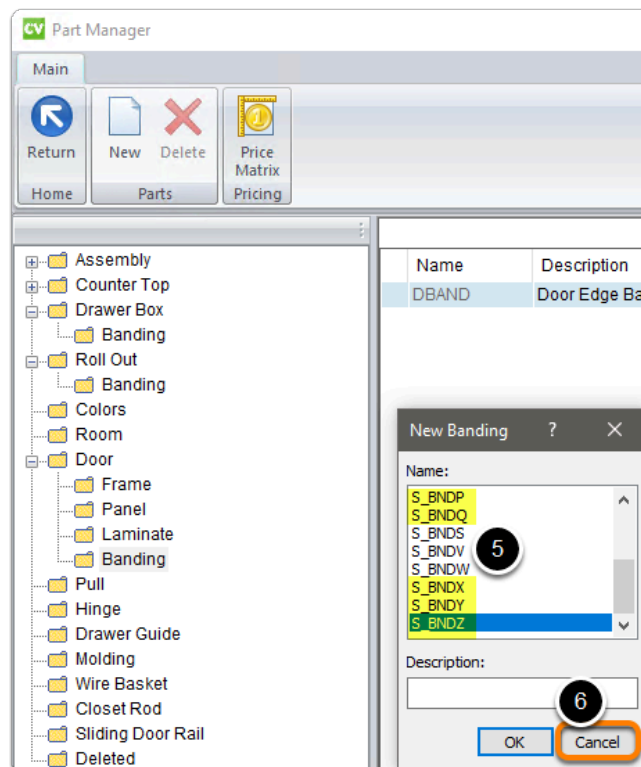 CV Part Manager
Main
Return
New
Delete
Price
Matrix
Home
Parts
Pricing
Assembly
Counter Top
Drawer Box
Banding
Roll Out
Banding
Colors
Room
Door
Frame
Panel
Laminate
Banding
Pull
Hinge
Drawer Guide
Molding
Wire Basket
Closet Rod
Sliding Door Rail
Deleted
Name Description
DBAND Door Edge Ba
New Banding ?
Name:
S_BNDP
S_BNDQ
S_BNDS
S_BNDV
S_BNDW
S_BNDX
S_BNDY
S_BNDZ
5
Description:
6
OK Cancel